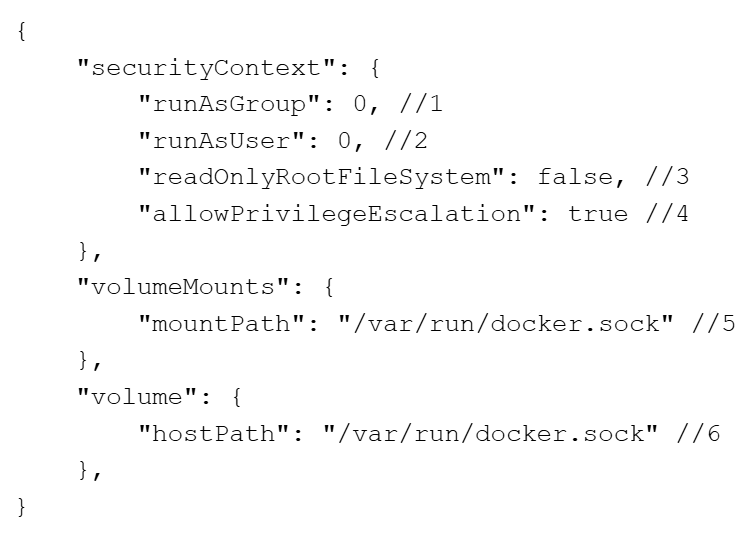 {
"securityContext": {
"runAsGroup": 0, //1
"runAsUser": 0, //2
"readOnlyRootFileSystem": false, //3
"allowPrivilegeEscalation": true //4
},
"volumeMounts": {
"mountPath": "/var/run/docker.sock" //5
},
"volume": {
"hostPath": "/var/run/docker.sock" //6
},
}